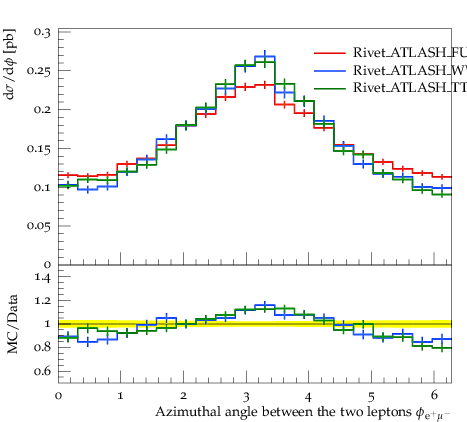 0.3
dσ/dϕ [pb]
Rivet_ATLASH_FU
Rivet_ATLASH_W
Rivet_ATLASH_TT
0.25
0.2
0.15
0.1
0.05
0
MC/Data
1.4
1.2
1
0.8
0.6
0 1 2 3 4 5 6
Azimuthal angle between the two leptons ϕe⁺μ⁻